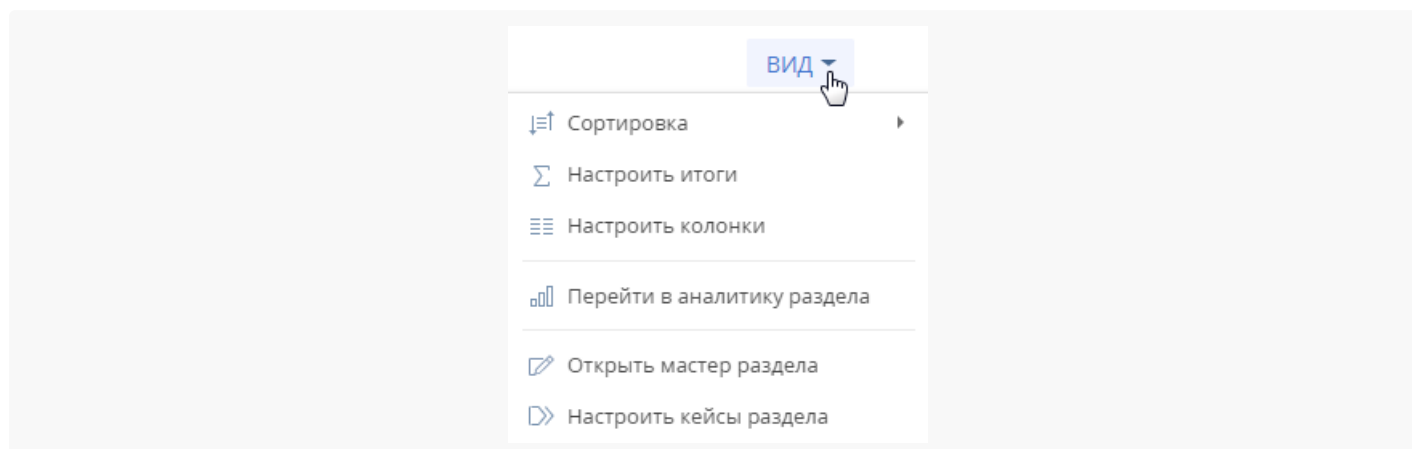 ВИД
Сортировка
Настроить итоги
Настроить колонки
Перейти в аналитику раздела
Открыть мастер раздела
Настроить кейсы раздела